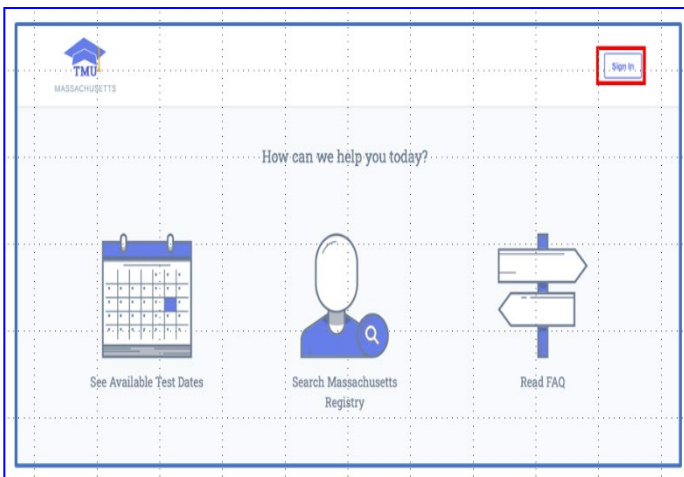 TMU
MASSACHUSETTS
Sign In
How can we help you today?
See Available Test Dates
Search Massachusetts
Registry
Read FAQ